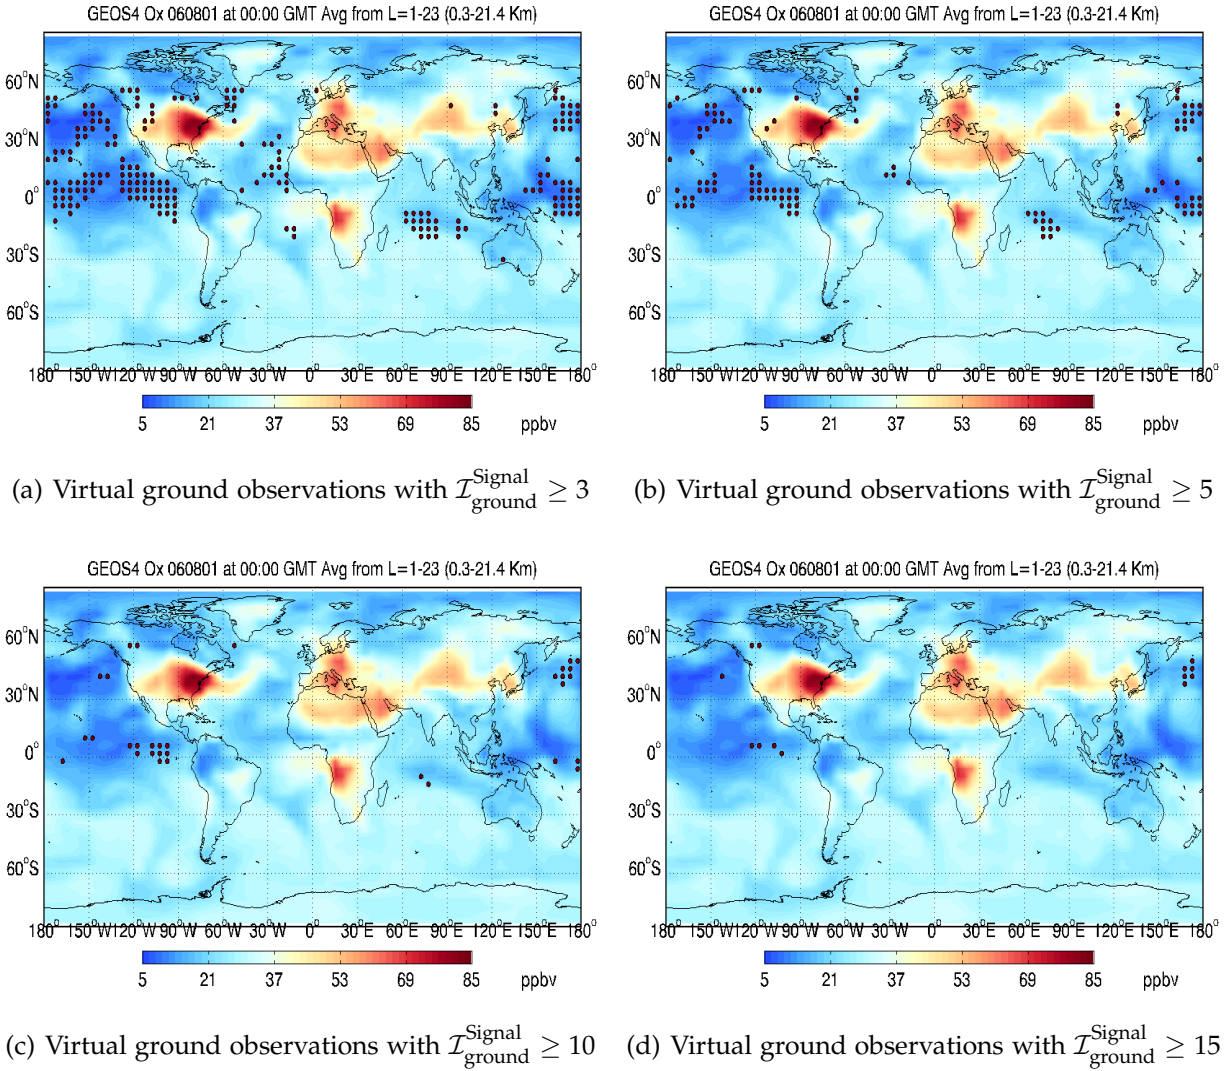 GEOS4 Ox 060801 at 00:00 GMT Avg from L=1-23 (0.3-21.4 Km)
60°N
30°N
0°
30°S
60°S
180° 150°W 120°W 90°W 60°W 30°W 0° 30°E 60°E 90°E 120°E 150°E 180°
5 21 37 53 69 85 ppbv
(a) Virtual ground observations with 𝓘^Signal_ground ≥ 3
GEOS4 Ox 060801 at 00:00 GMT Avg from L=1-23 (0.3-21.4 Km)
60°N
30°N
0°
30°S
60°S
180° 150°W 120°W 90°W 60°W 30°W 0° 30°E 60°E 90°E 120°E 150°E 180°
5 21 37 53 69 85 ppbv
(b) Virtual ground observations with 𝓘^Signal_ground ≥ 5
GEOS4 Ox 060801 at 00:00 GMT Avg from L=1-23 (0.3-21.4 Km)
60°N
30°N
0°
30°S
60°S
180° 150°W 120°W 90°W 60°W 30°W 0° 30°E 60°E 90°E 120°E 150°E 180°
5 21 37 53 69 85 ppbv
(c) Virtual ground observations with 𝓘^Signal_ground ≥ 10
GEOS4 Ox 060801 at 00:00 GMT Avg from L=1-23 (0.3-21.4 Km)
60°N
30°N
0°
30°S
60°S
180° 150°W 120°W 90°W 60°W 30°W 0° 30°E 60°E 90°E 120°E 150°E 180°
5 21 37 53 69 85 ppbv
(d) Virtual ground observations with 𝓘^Signal_ground ≥ 15